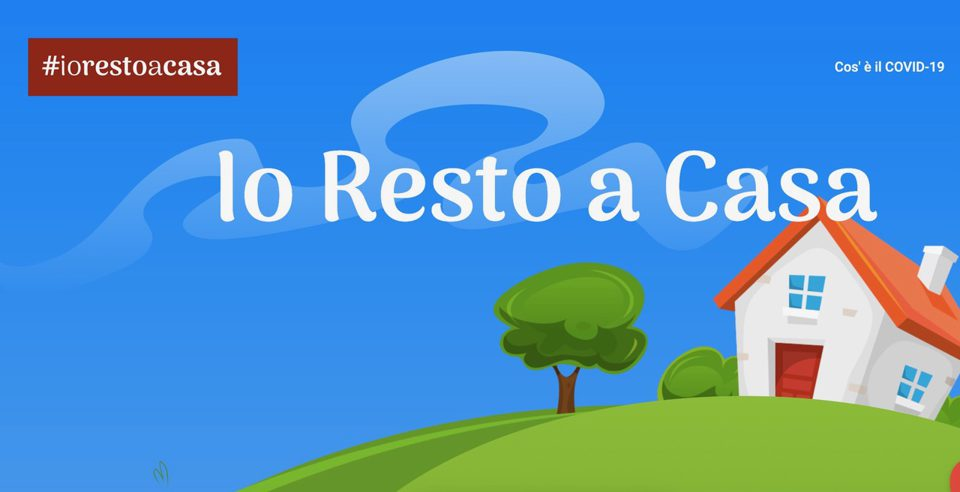 #iorestoacasa
Cos' è il COVID-19
Io Resto a Casa